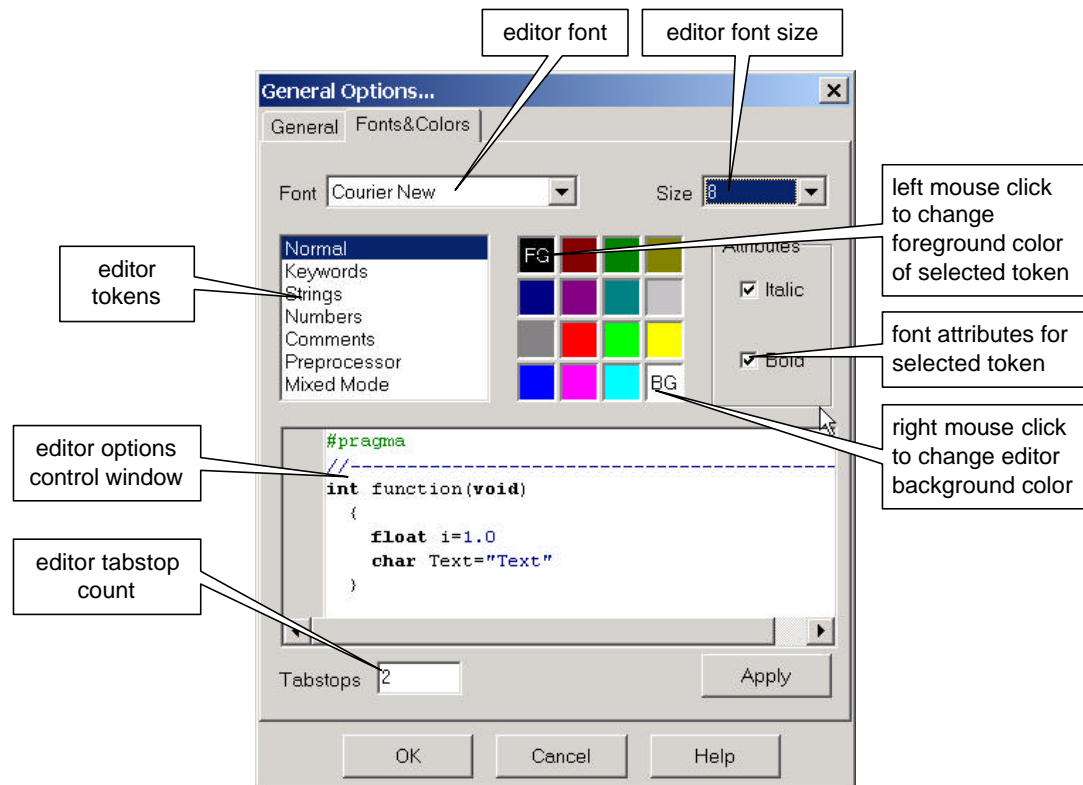 editor font
editor font size
General Options...
General
Fonts&Colors
Font
Courier New
Size
8
left mouse click
to change
foreground color
of selected token
editor
tokens
Normal
Keywords
Strings
Numbers
Comments
Preprocessor
Mixed Mode
FG
BG
Attributes
Italic
Bold
font attributes for
selected token
right mouse click
to change editor
background color
editor options
control window
#pragma
//--------------------------------------------------
int function(void)
{
float i=1.0
char Text="Text"
}
editor tabstop
count
Tabstops
2
Apply
OK
Cancel
Help